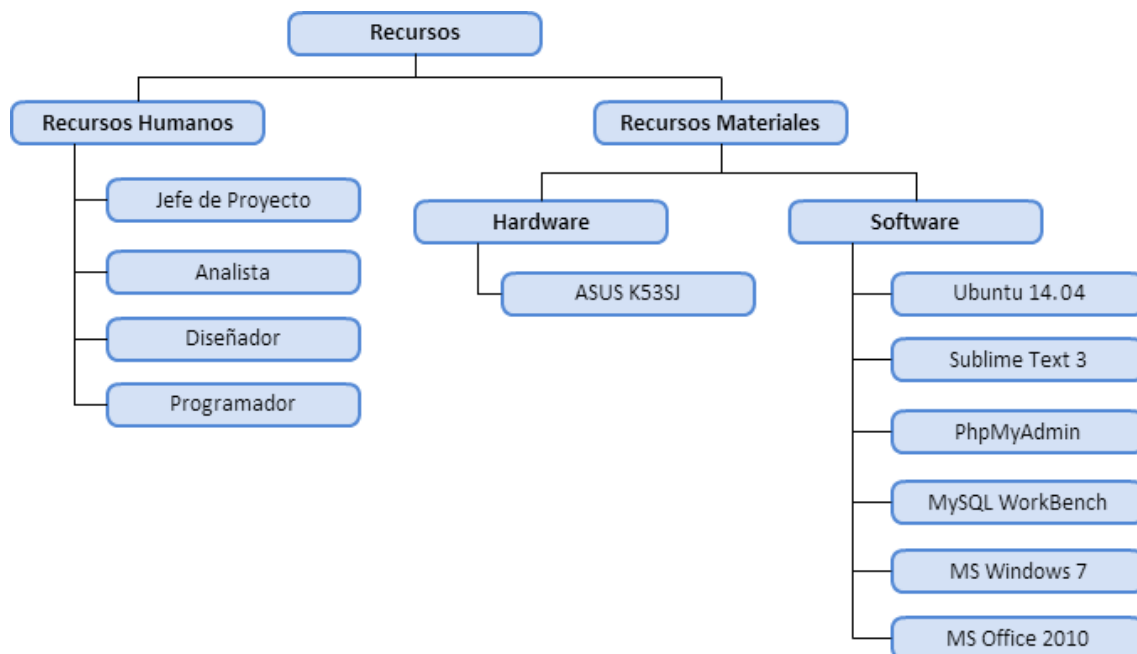 Recursos
Recursos Humanos
Recursos Materiales
Jefe de Proyecto
Analista
Diseñador
Programador
Hardware
ASUS K53SJ
Software
Ubuntu 14.04
Sublime Text 3
PhpMyAdmin
MySQL WorkBench
MS Windows 7
MS Office 2010